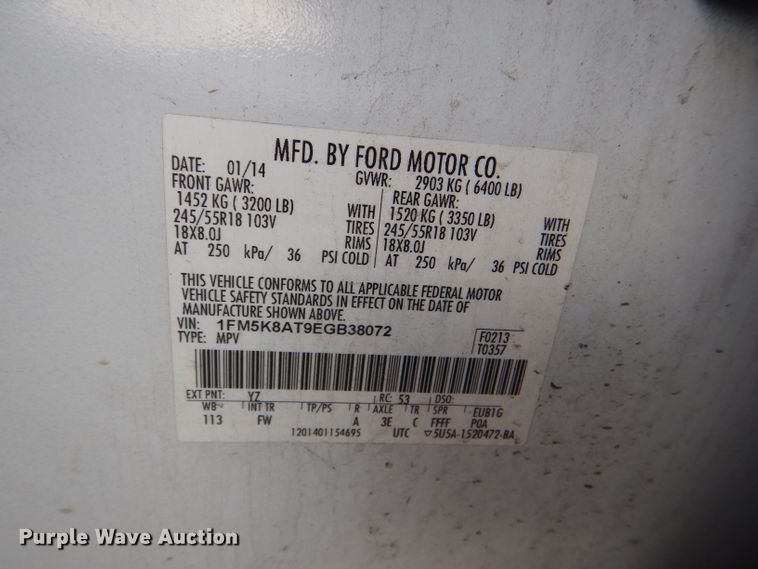 MFD. BY FORD MOTOR CO.
DATE: 01/14 GVWR: 2903 KG ( 6400 LB)
FRONT GAWR: REAR GAWR:
1452 KG ( 3200 LB) WITH 1520 KG ( 3350 LB) WITH
245/55R18 103V TIRES 245/55R18 103V TIRES
18X8.0J RIMS 18X8.0J RIMS
AT 250 kPa/ 36 PSI COLD AT 250 kPa/ 36 PSI COLD
THIS VEHICLE CONFORMS TO ALL APPLICABLE FEDERAL MOTOR
VEHICLE SAFETY STANDARDS IN EFFECT ON THE DATE OF
MANUFACTURE SHOWN ABOVE.
VIN: 1FM5K8AT9EGB38072 F0213
TYPE: MPV T0357
EXT PNT: YZ RC: 53 DSO:
WB INT TR TP/PS R AXLE TR SPR EUB1G
113 FW A 3E C FFFF POA
1201401154695 UTC ▽5U5A-1520472-BA
Purple Wave Auction